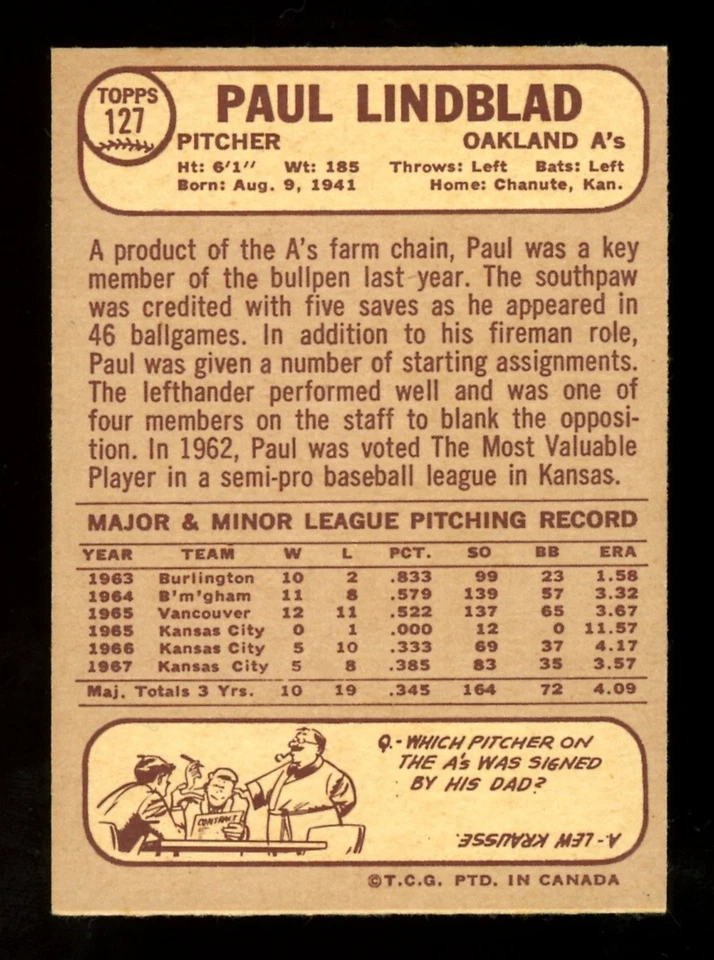 TOPPS
127
PAUL LINDBLAD
PITCHER OAKLAND A's
Ht: 6'1" Wt: 185 Throws: Left Bats: Left
Born: Aug. 9, 1941 Home: Chanute, Kan.
A product of the A's farm chain, Paul was a key
member of the bullpen last year. The southpaw
was credited with five saves as he appeared in
46 ballgames. In addition to his fireman role,
Paul was given a number of starting assignments.
The lefthander performed well and was one of
four members on the staff to blank the opposi-
tion. In 1962, Paul was voted The Most Valuable
Player in a semi-pro baseball league in Kansas.
MAJOR & MINOR LEAGUE PITCHING RECORD
YEAR TEAM W L PCT. SO BB ERA
1963 Burlington 10 2 .833 99 23 1.58
1964 B'm'gham 11 8 .579 139 57 3.32
1965 Vancouver 12 11 .522 137 65 3.67
1965 Kansas City 0 1 .000 12 0 11.57
1966 Kansas City 5 10 .333 69 37 4.17
1967 Kansas City 5 8 .385 83 35 3.57
Maj. Totals 3 Yrs. 10 19 .345 164 72 4.09
CONTRACT
Q.-WHICH PITCHER ON
THE A's WAS SIGNED
BY HIS DAD?
A-LEW KRAUSSE.
©T.C.G. PTD. IN CANADA